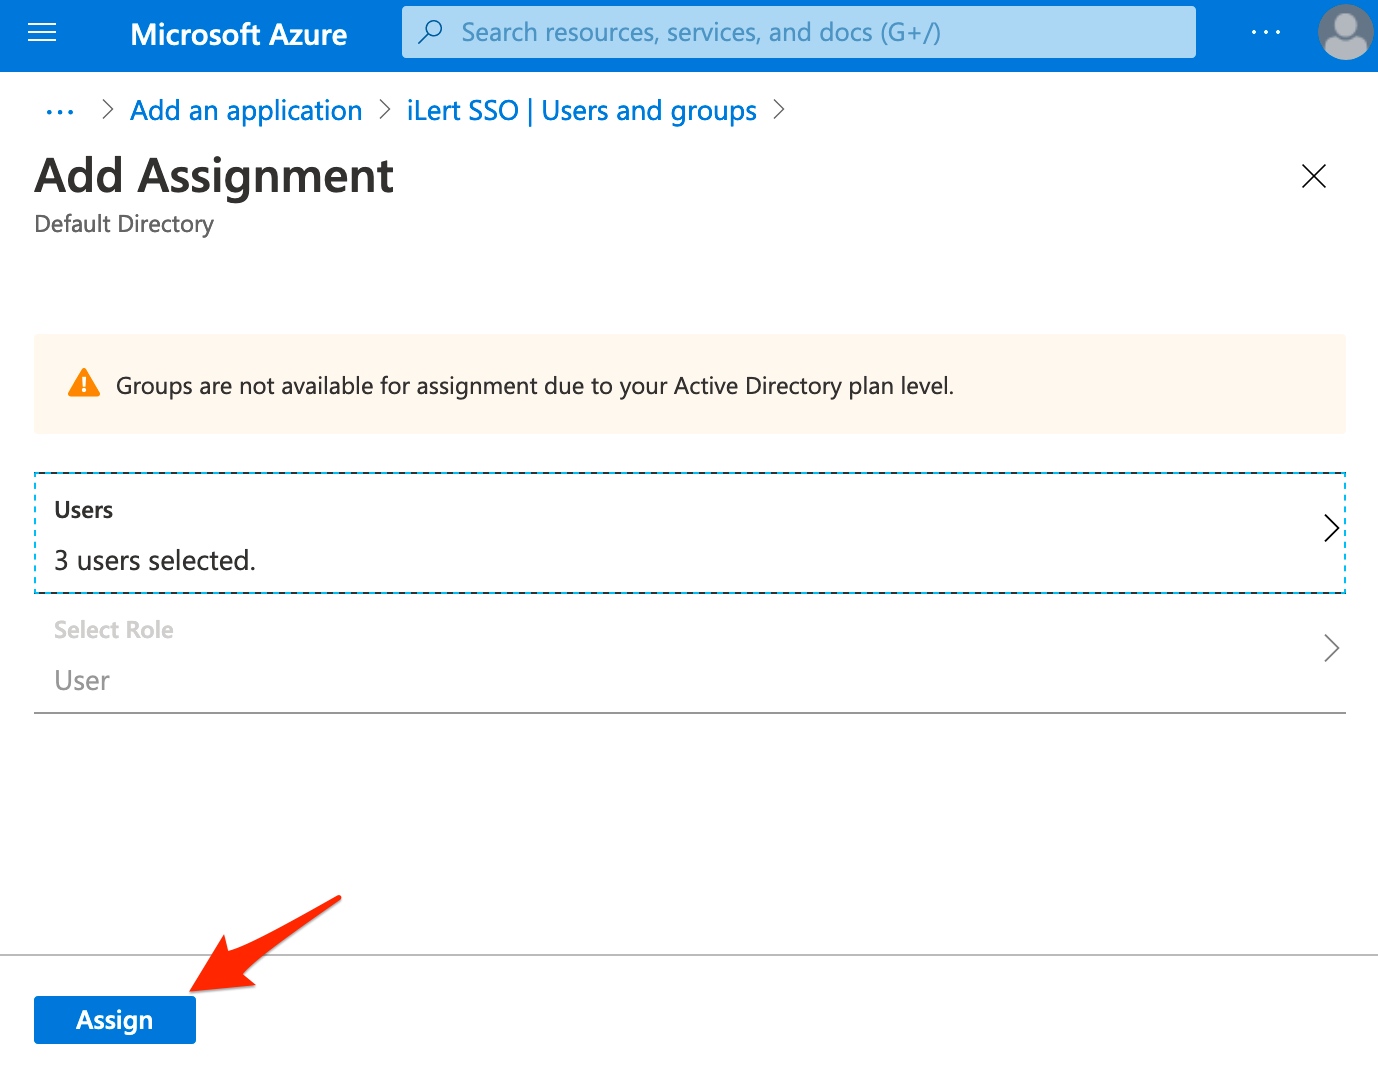 Microsoft Azure
Search resources, services, and docs (G+/)
...
... > Add an application > iLert SSO | Users and groups >
Add Assignment
Default Directory
Groups are not available for assignment due to your Active Directory plan level.
Users
3 users selected.
Select Role
User
Assign